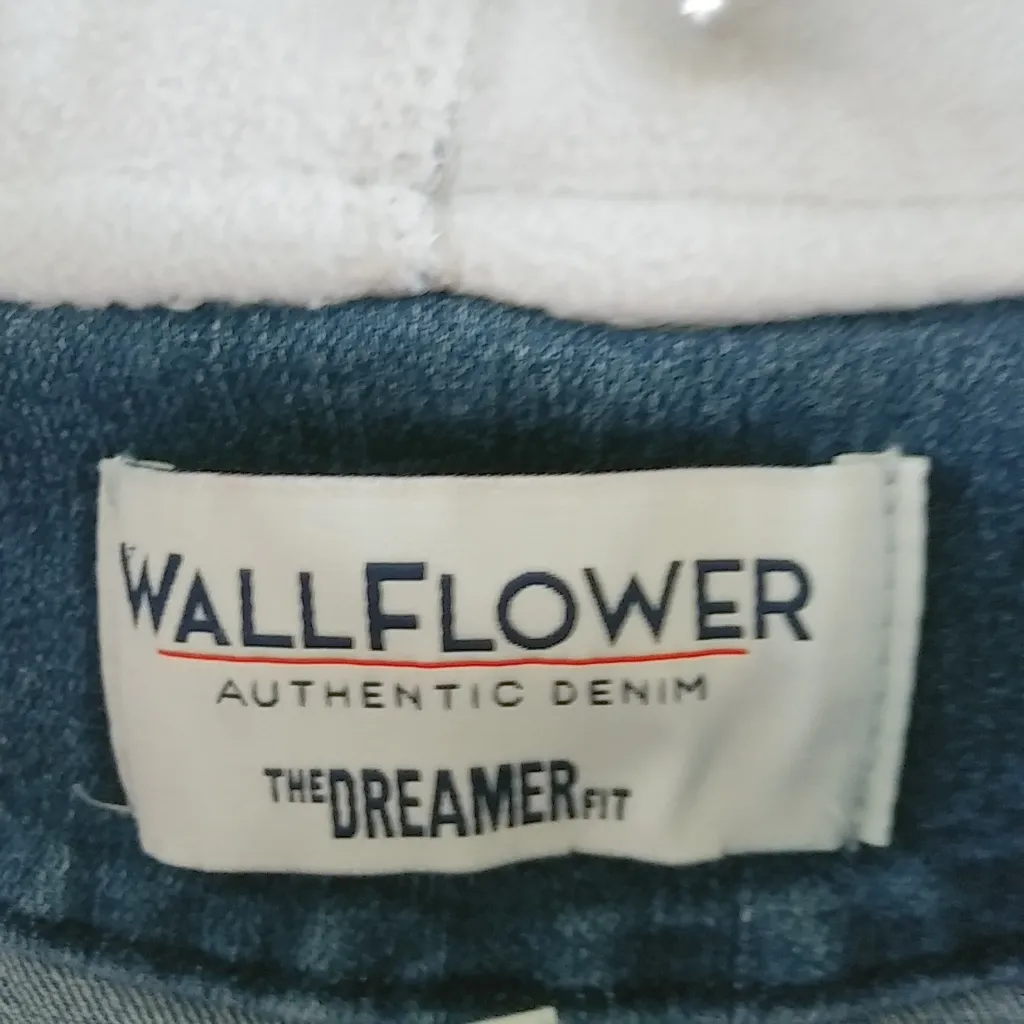 WALLFLOWER
AUTHENTIC DENIM
THE DREAMER FIT